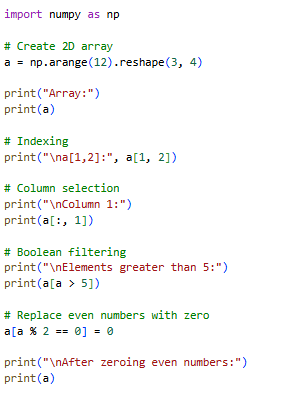 import numpy as np
# Create 2D array
a = np.arange(12).reshape(3, 4)
print("Array:")
print(a)
# Indexing
print("\na[1,2]:", a[1, 2])
# Column selection
print("\nColumn 1:")
print(a[:, 1])
# Boolean filtering
print("\nElements greater than 5:")
print(a[a > 5])
# Replace even numbers with zero
a[a % 2 == 0] = 0
print("\nAfter zeroing even numbers:")
print(a)